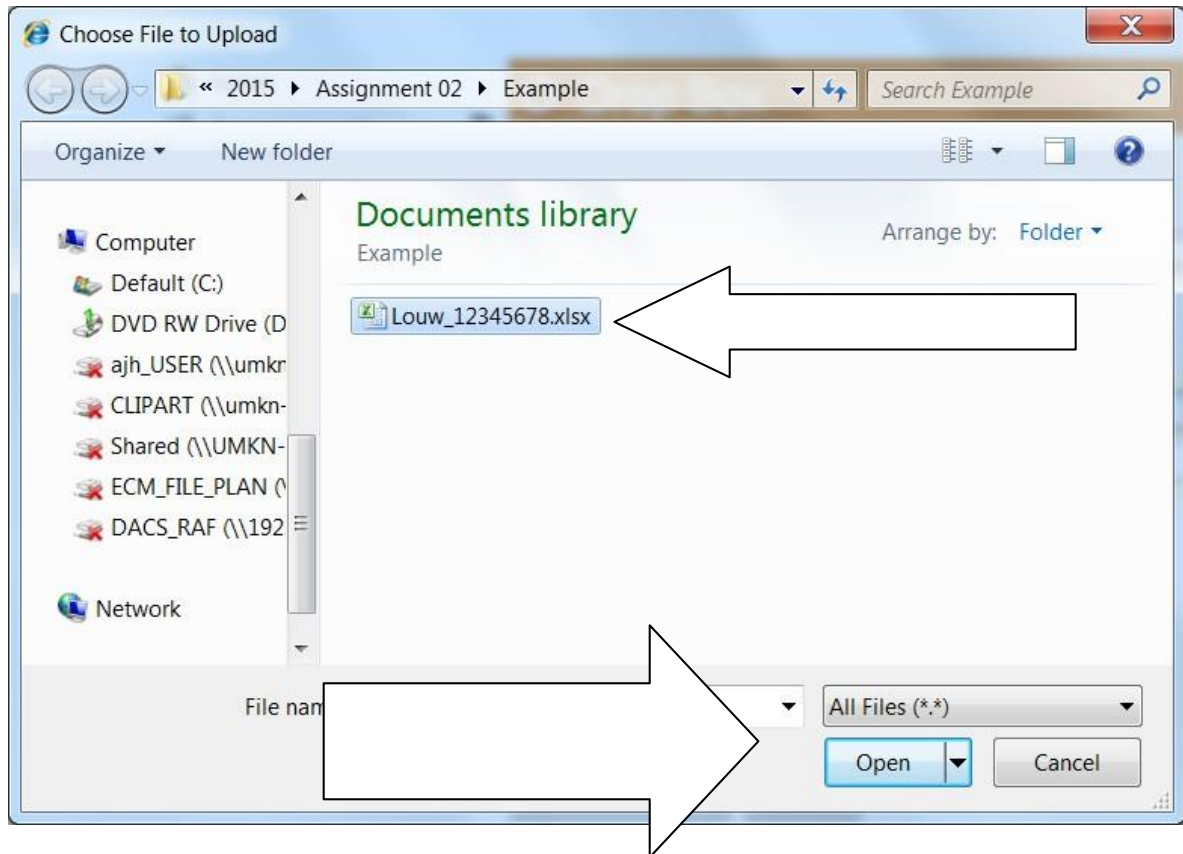 Choose File to Upload
« 2015 ▸ Assignment 02 ▸ Example
Search Example
Organize ▾ New folder
Documents library
Example
Arrange by: Folder ▾
Computer
Default (C:)
DVD RW Drive (D
ajh_USER (\\umkn
CLIPART (\\umkn-
Shared (\\UMKN-
ECM_FILE_PLAN (\
DACS_RAF (\\192
Network
Louw_12345678.xlsx
File nam
All Files (*.*)
Open
Cancel